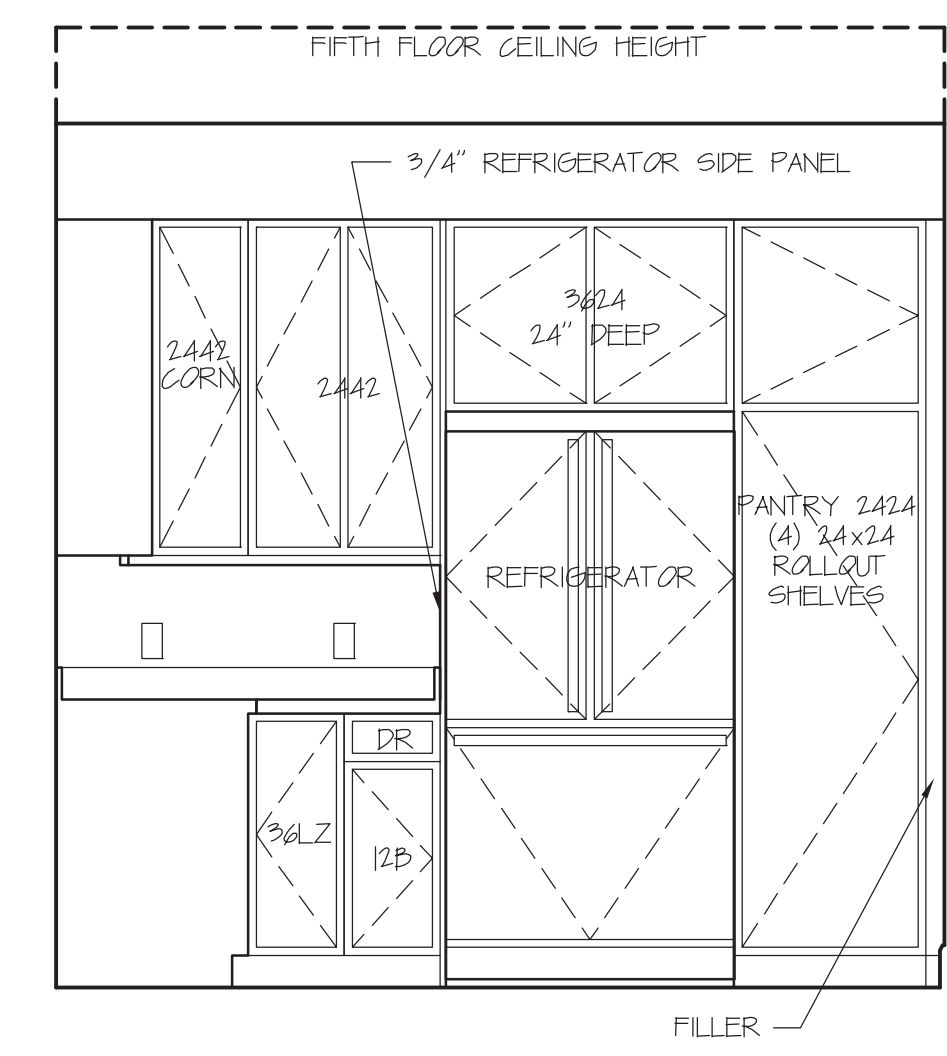 FIFTH FLOOR CEILING HEIGHT
3/4" REFRIGERATOR SIDE PANEL
3624
24" DEEP
2442
CORN
2442
PANTRY 2424
(4) 24x24
ROLLOUT
SHELVES
REFRIGERATOR
DR
36LZ
12B
FILLER